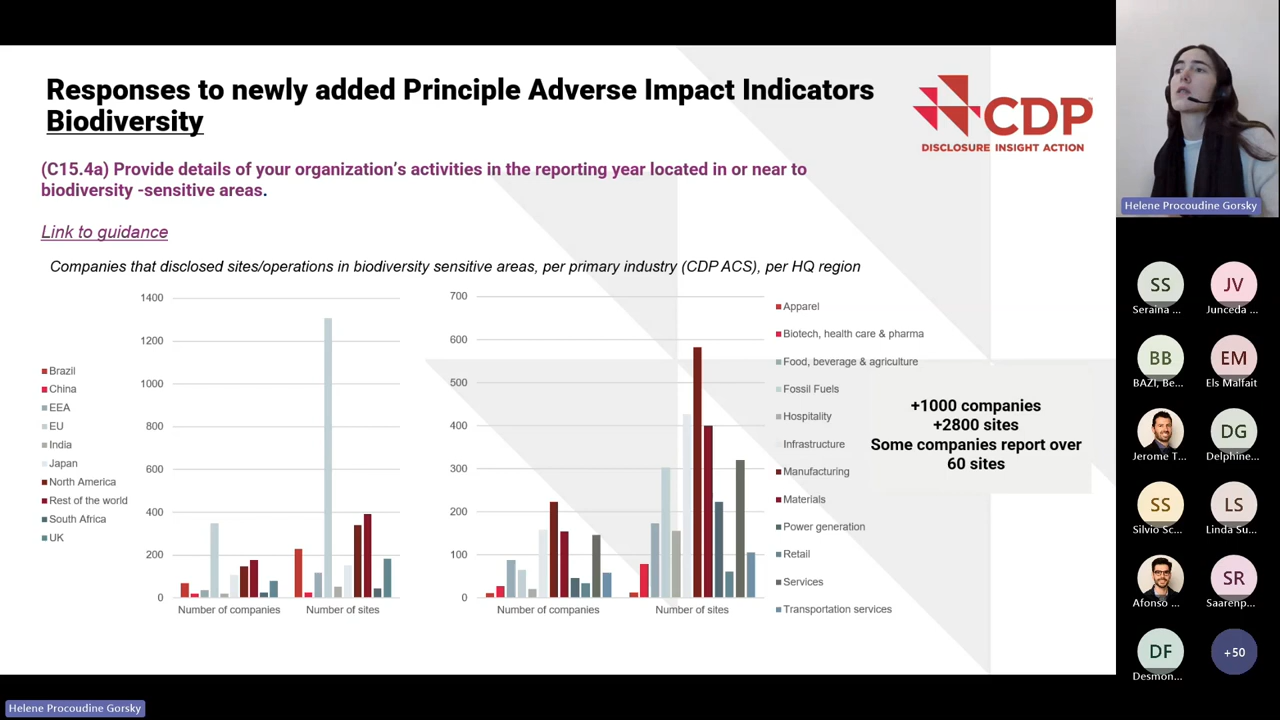 Responses to newly added Principle Adverse Impact Indicators
Biodiversity
CDP
DISCLOSURE INSIGHT ACTION
(C15.4a) Provide details of your organization's activities in the reporting year located in or near to
biodiversity -sensitive areas.
Link to guidance
Companies that disclosed sites/operations in biodiversity sensitive areas, per primary industry (CDP ACS), per HQ region
1400
1200
1000
800
600
400
200
0
Number of companies
Number of sites
Brazil
China
EEA
EU
India
Japan
North America
Rest of the world
South Africa
UK
700
600
500
400
300
200
100
0
Number of companies
Number of sites
Apparel
Biotech, health care & pharma
Food, beverage & agriculture
Fossil Fuels
Hospitality
Infrastructure
Manufacturing
Materials
Power generation
Retail
Services
Transportation services
+1000 companies
+2800 sites
Some companies report over
60 sites
Helene Procoudine Gorsky
SS
Seraina ...
JV
Junceda ...
BB
BAZI, Be...
EM
Els Malfait
Jerome T...
DG
Delphine...
SS
Silvio Sc...
LS
Linda Su...
Afonso ...
SR
Saarenp...
DF
Desmon...
+50
Helene Procoudine Gorsky